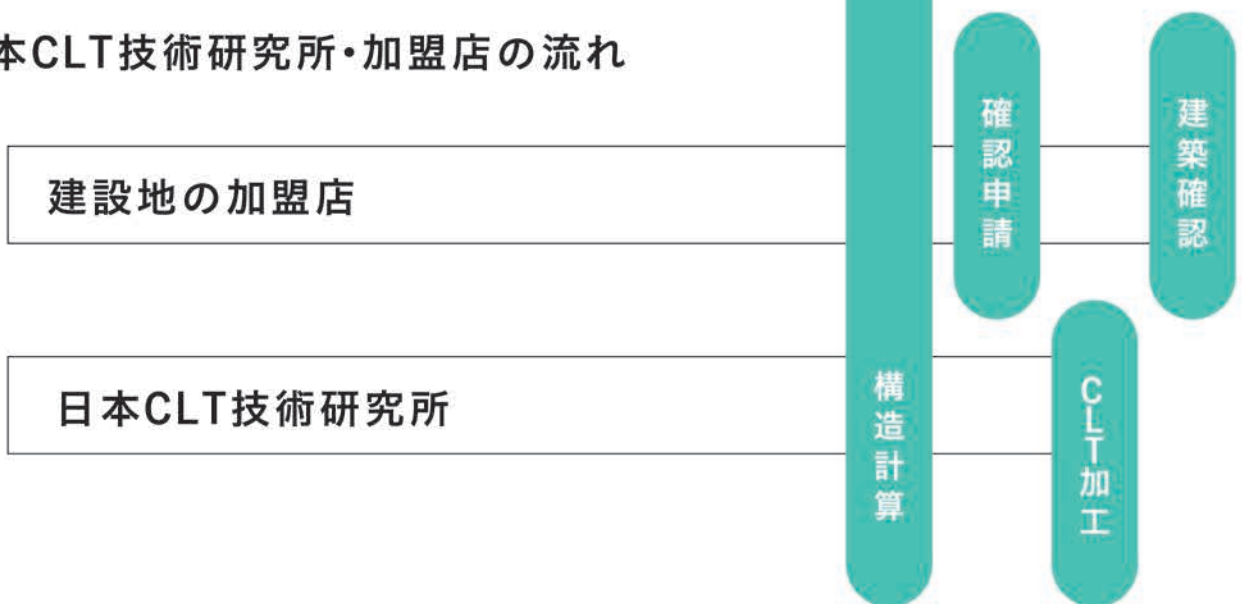 本CLT技術研究所・加盟店の流れ
建設地の加盟店
日本CLT技術研究所
構造計算
確認申請
CLT加工
建築確認